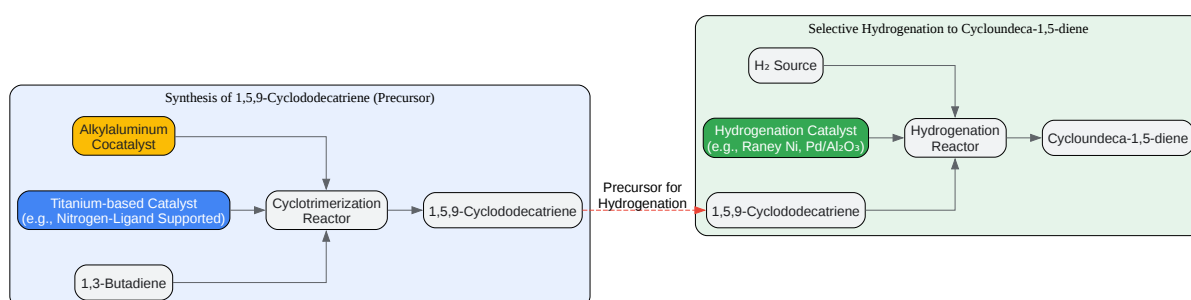 Synthesis of 1,5,9-Cyclododecatriene (Precursor)
Alkylaluminum
Cocatalyst
Titanium-based Catalyst
(e.g., Nitrogen-Ligand Supported)
Cyclotrimerization
Reactor
1,5,9-Cyclododecatriene
1,3-Butadiene
Precursor for
Hydrogenation
Selective Hydrogenation to Cycloundeca-1,5-diene
H₂ Source
Hydrogenation Catalyst
(e.g., Raney Ni, Pd/Al₂O₃)
Hydrogenation
Reactor
Cycloundeca-1,5-diene
1,5,9-Cyclododecatriene